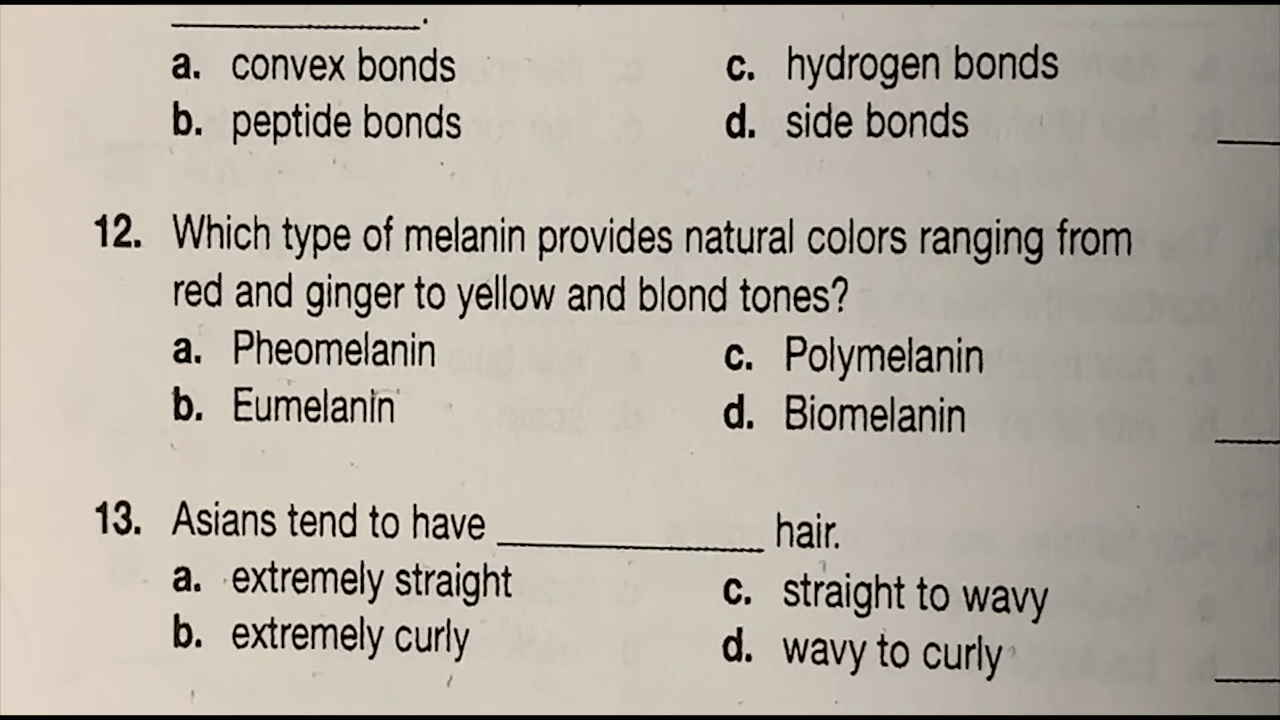 ____________.
a. convex bonds
c. hydrogen bonds
b. peptide bonds
d. side bonds
12. Which type of melanin provides natural colors ranging from
red and ginger to yellow and blond tones?
a. Pheomelanin
c. Polymelanin
b. Eumelanin
d. Biomelanin
13. Asians tend to have ____________ hair.
a. extremely straight
c. straight to wavy
b. extremely curly
d. wavy to curly